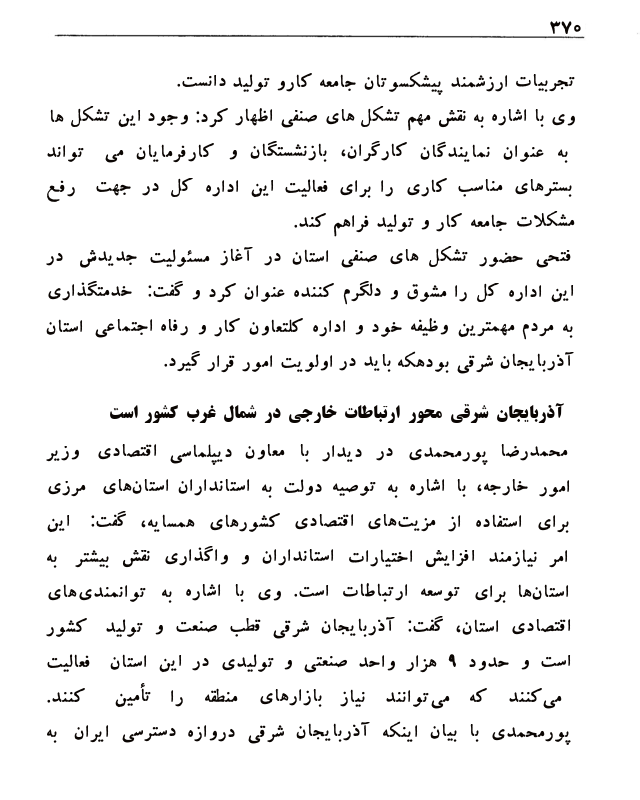 ۳۷۰
تجربیات ارزشمند پیشکسوتان جامعه کارو تولید دانست.
وی با اشاره به نقش مهم تشکل های صنفی اظهار کرد: وجود این تشکل ها
به عنوان نمایندگان کارگران، بازنشستگان و کارفرمایان می تواند
بسترهای مناسب کاری را برای فعالیت این اداره کل در جهت رفع
مشکلات جامعه کار و تولید فراهم کند.
فتحی حضور تشکل های صنفی استان در آغاز مسئولیت جدیدش در
این اداره کل را مشوق و دلگرم کننده عنوان کرد و گفت: خدمتگذاری
به مردم مهمترین وظیفه خود و اداره کلتعاون کار و رفاه اجتماعی استان
آذربایجان شرقی بودهکه باید در اولویت امور قرار گیرد.
آذربایجان شرقی محور ارتباطات خارجی در شمال غرب کشور است
محمدرضا پورمحمدی در دیدار با معاون دیپلماسی اقتصادی وزیر
امور خارجه، با اشاره به توصیه دولت به استانداران استان‌های مرزی
برای استفاده از مزیت‌های اقتصادی کشورهای همسایه، گفت: این
امر نیازمند افزایش اختیارات استانداران و واگذاری نقش بیشتر به
استان‌ها برای توسعه ارتباطات است. وی با اشاره به توانمندی‌های
اقتصادی استان، گفت: آذربایجان شرقی قطب صنعت و تولید کشور
است و حدود ۹ هزار واحد صنعتی و تولیدی در این استان فعالیت
می‌کنند که می‌توانند نیاز بازارهای منطقه را تأمین کنند.
پورمحمدی با بیان اینکه آذربایجان شرقی دروازه دسترسی ایران به